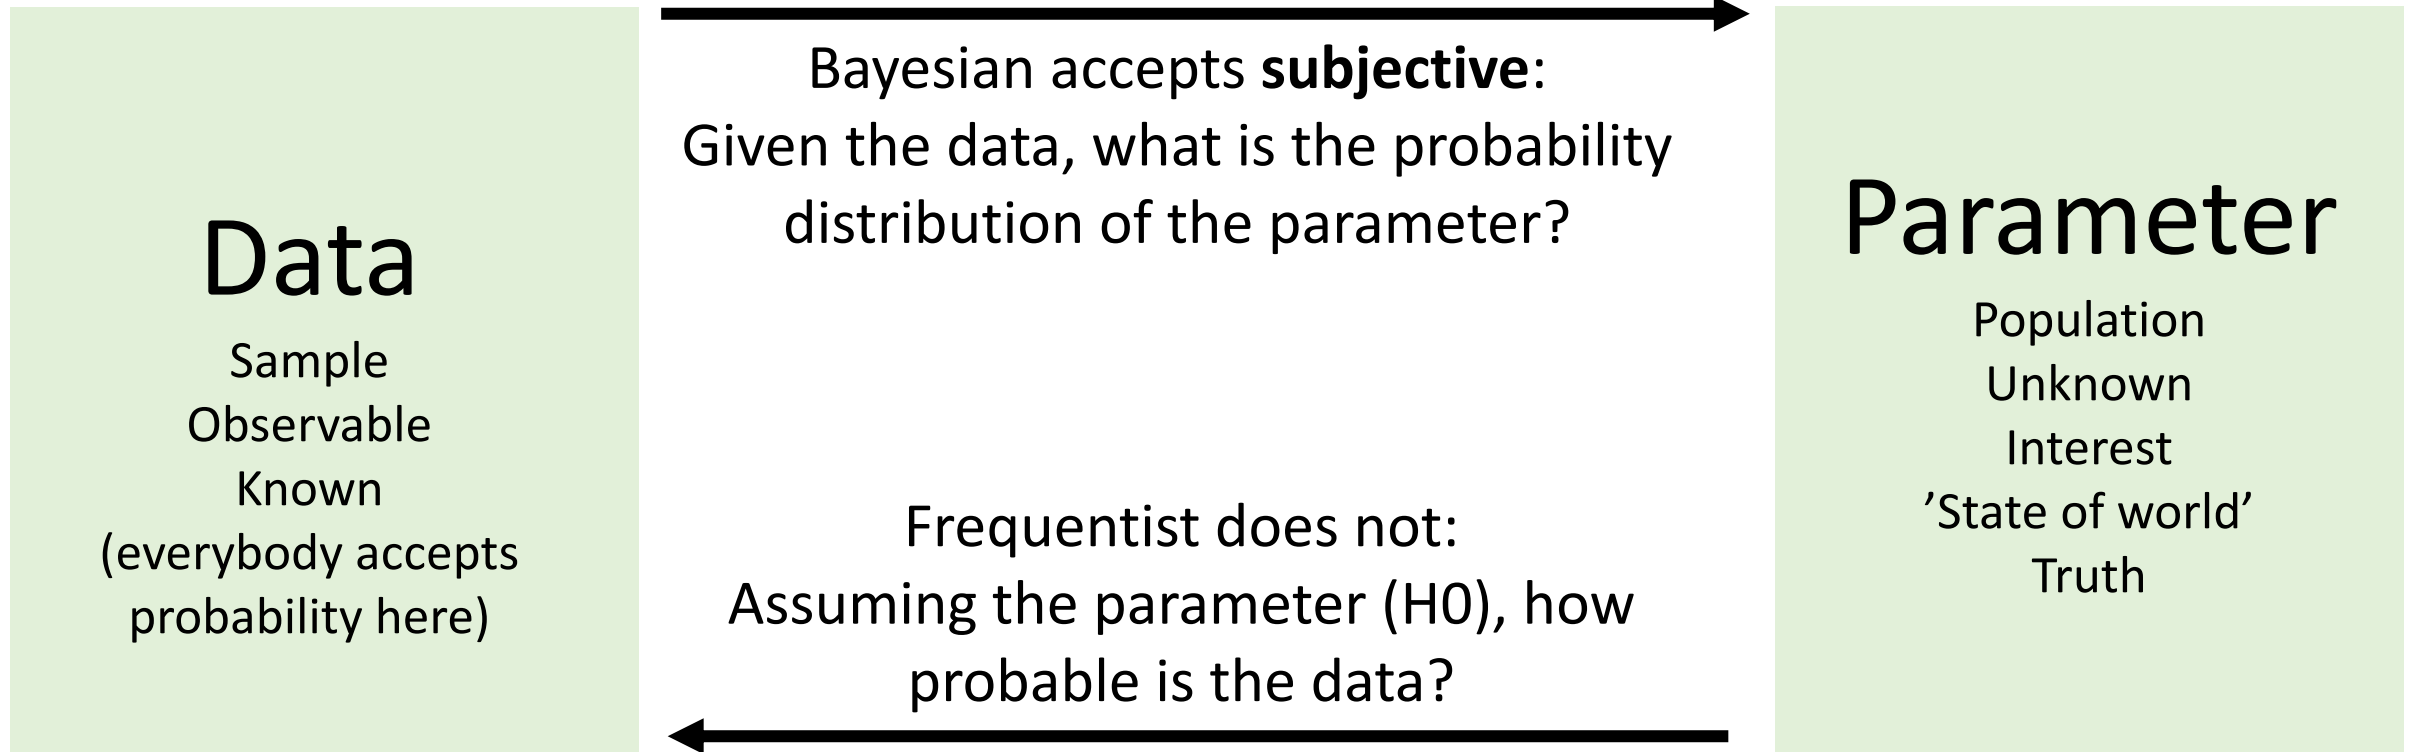 Data
Sample
Observable
Known
(everybody accepts
probability here)
Bayesian accepts subjective:
Given the data, what is the probability
distribution of the parameter?
Frequentist does not:
Assuming the parameter (H0), how
probable is the data?
Parameter
Population
Unknown
Interest
’State of world’
Truth